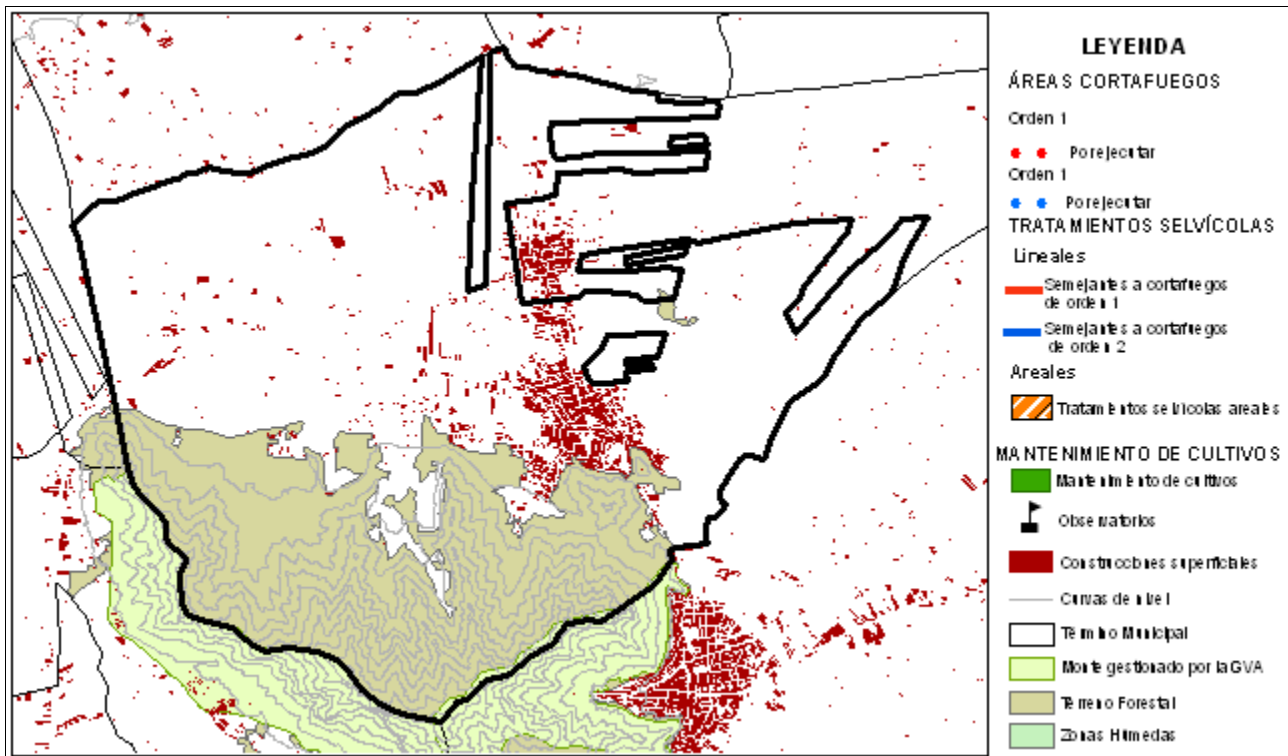 LEYENDA
ÁREAS CORTAFUEGOS
Orden 1
Por ejecutar
Orden 1
Por ejecutar
TRATAMIENTOS SELVÍCOLAS
Lineales
Semejantes a cortafuegos
de orden 1
Semejantes a cortafuegos
de orden 2
Areales
Tratamientos selvícolas areales
MANTENIMIENTO DE CULTIVOS
Mantenimiento de cultivos
Observatorios
Construcciones superficiales
Curvas de nivel
Término Municipal
Monte gestionado por la GVA
Terreno Forestal
Zonas Húmedas